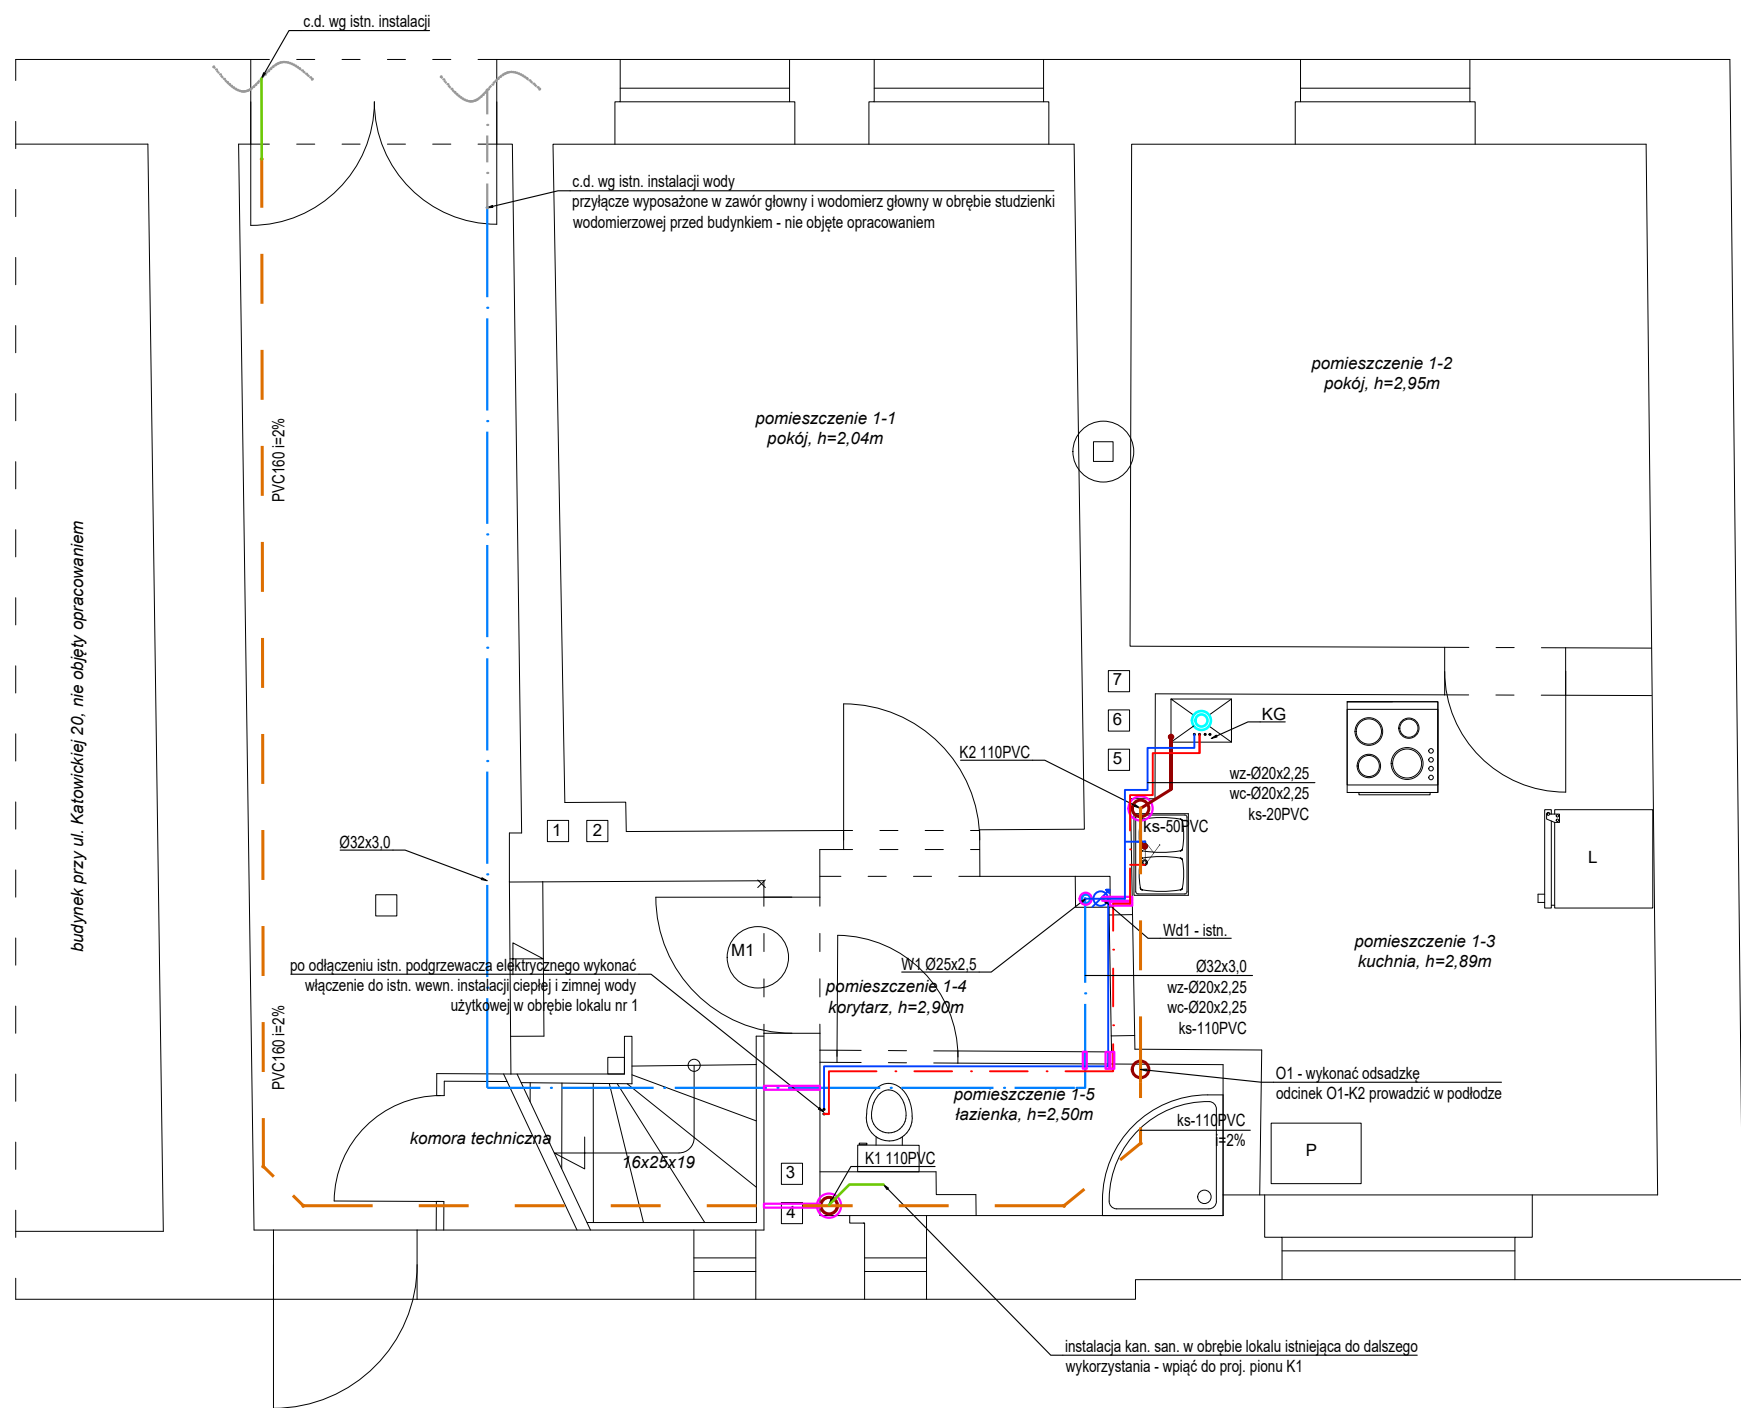 c.d. wg istn. instalacji
c.d. wg istn. instalacji wody
przyłącze wyposażone w zawór głowny i wodomierz głowny w obrębie studzienki
wodomierzowej przed budynkiem - nie objęte opracowaniem
pomieszczenie 1-1
pokój, h=2,04m
pomieszczenie 1-2
pokój, h=2,95m
PVC160 i=2%
budynek przy ul. Katowickiej 20, nie objęty opracowaniem
7
6
5
KG
K2 110PVC
wz-Ø20x2,25
wc-Ø20x2,25
ks-20PVC
ks-50PVC
1
2
Ø32x3,0
L
Wd1 - istn.
M1
W1 Ø25x2,5
pomieszczenie 1-3
kuchnia, h=2,89m
po odłączeniu istn. podgrzewacza elektrycznego wykonać
włączenie do istn. wewn. instalacji ciepłej i zimnej wody
użytkowej w obrębie lokalu nr 1
pomieszczenie 1-4
korytarz, h=2,90m
Ø32x3,0
wz-Ø20x2,25
wc-Ø20x2,25
ks-110PVC
PVC160 i=2%
O1 - wykonać odsadzkę
odcinek O1-K2 prowadzić w podłodze
pomieszczenie 1-5
łazienka, h=2,50m
ks-110PVC
i=2%
komora techniczna
16x25x19
P
K1 110PVC
3
4
instalacja kan. san. w obrębie lokalu istniejąca do dalszego
wykorzystania - wpiąć do proj. pionu K1